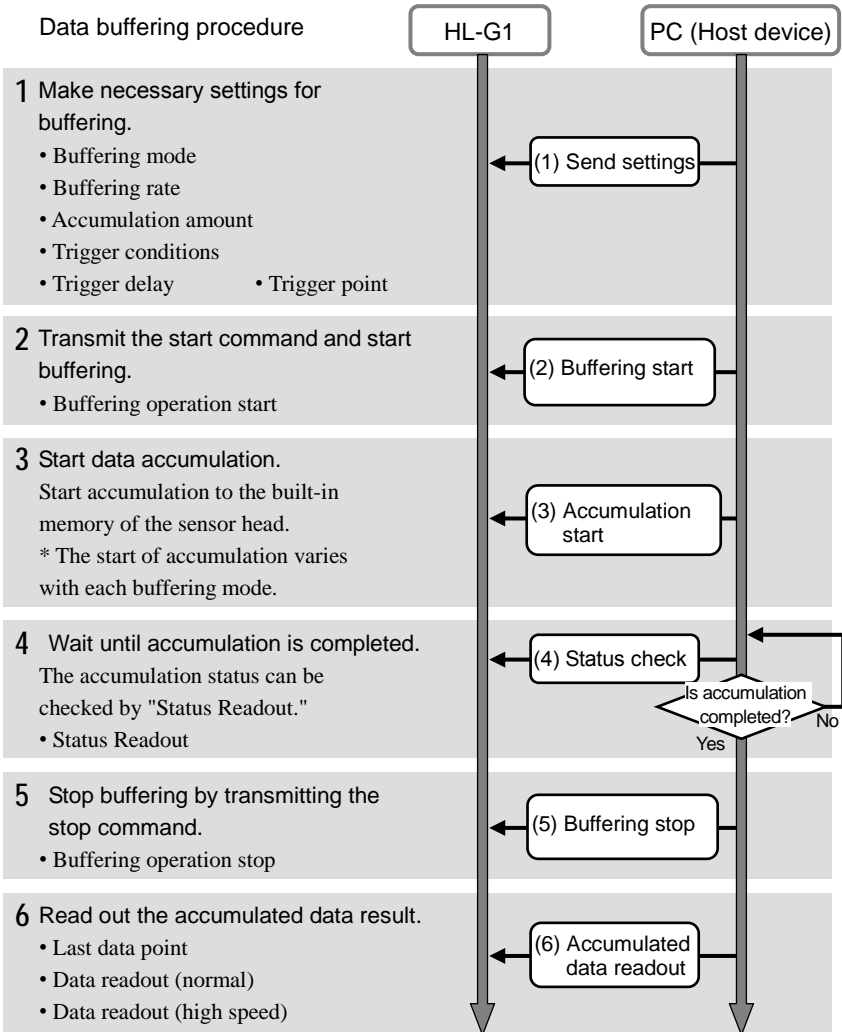 Data buffering procedure
HL-G1
PC (Host device)
1 Make necessary settings for
buffering.
• Buffering mode
• Buffering rate
• Accumulation amount
• Trigger conditions
• Trigger delay • Trigger point
(1) Send settings
2 Transmit the start command and start
buffering.
• Buffering operation start
(2) Buffering start
3 Start data accumulation.
Start accumulation to the built-in
memory of the sensor head.
* The start of accumulation varies
with each buffering mode.
(3) Accumulation
start
4 Wait until accumulation is completed.
The accumulation status can be
checked by "Status Readout."
• Status Readout
(4) Status check
Is accumulation
completed?
No
Yes
5 Stop buffering by transmitting the
stop command.
• Buffering operation stop
(5) Buffering stop
6 Read out the accumulated data result.
• Last data point
• Data readout (normal)
• Data readout (high speed)
(6) Accumulated
data readout